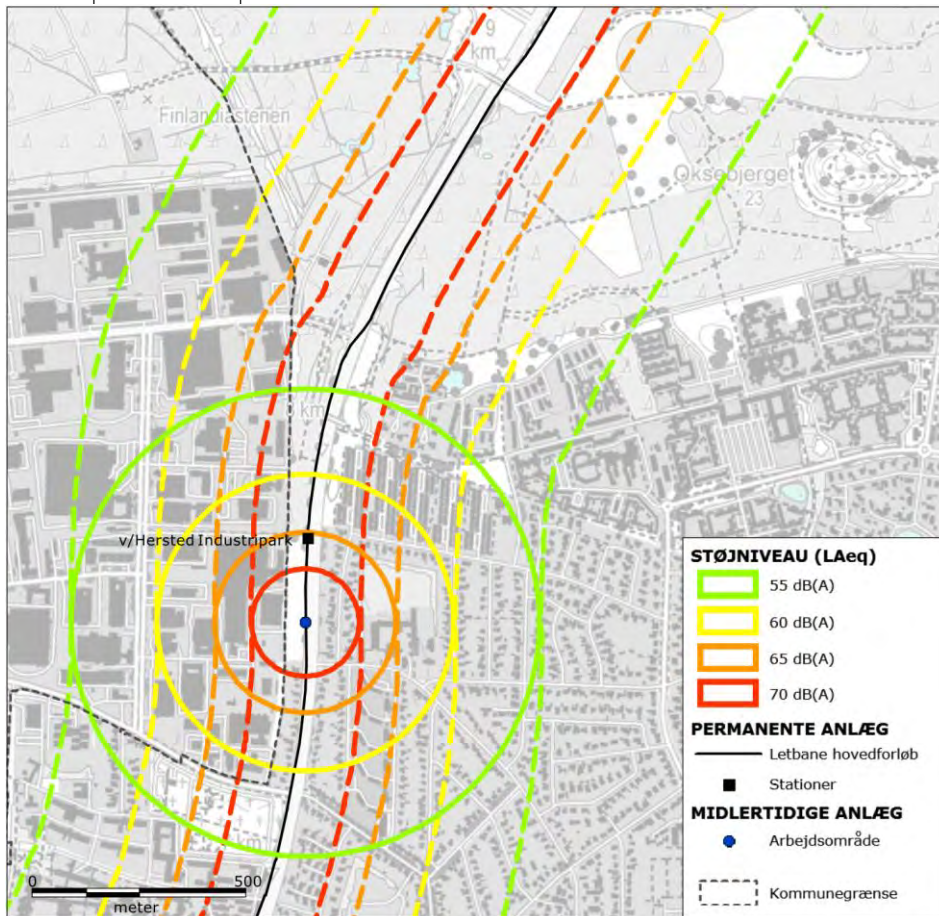 9
km
Finlandiastenen
Oksebjerget
23
km
v/Hersted Industripark
STØJNIVEAU (LAeq)
55 dB(A)
60 dB(A)
65 dB(A)
70 dB(A)
PERMANENTE ANLÆG
Letbane hovedforløb
Stationer
MIDLERTIDIGE ANLÆG
Arbejdsområde
Kommunegrænse
0 500
meter